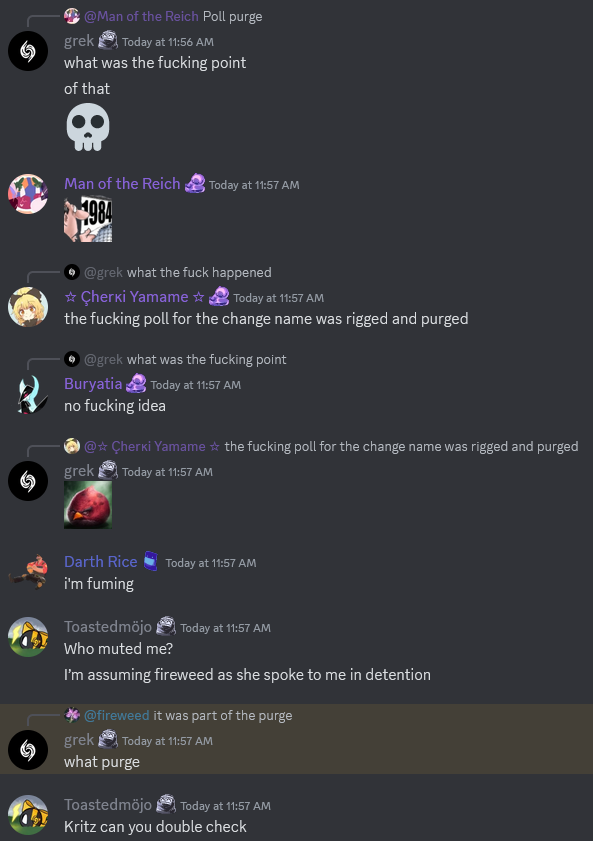 @Man of the Reich Poll purge
grek Today at 11:56 AM
what was the fucking point
of that
Man of the Reich Today at 11:57 AM
1984
@grek what the fuck happened
☆ Çherкi Yamame ☆ Today at 11:57 AM
the fucking poll for the change name was rigged and purged
@grek what was the fucking point
Buryatia Today at 11:57 AM
no fucking idea
@☆ Çherкi Yamame ☆ the fucking poll for the change name was rigged and purged
grek Today at 11:57 AM
Darth Rice Today at 11:57 AM
i'm fuming
Toastedmöjo Today at 11:57 AM
Who muted me?
I'm assuming fireweed as she spoke to me in detention
@fireweed it was part of the purge
grek Today at 11:57 AM
what purge
Toastedmöjo Today at 11:57 AM
Kritz can you double check